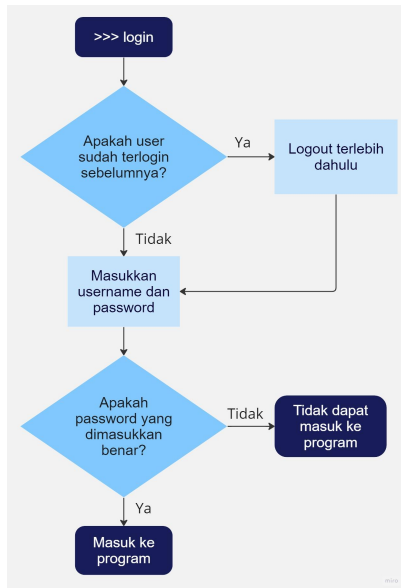 >>> login
Apakah user
sudah terlogin
sebelumnya?
Ya
Logout terlebih
dahulu
Tidak
Masukkan
username dan
password
Apakah
password yang
dimasukkan
benar?
Tidak
Tidak dapat
masuk ke
program
Ya
Masuk ke
program
miro